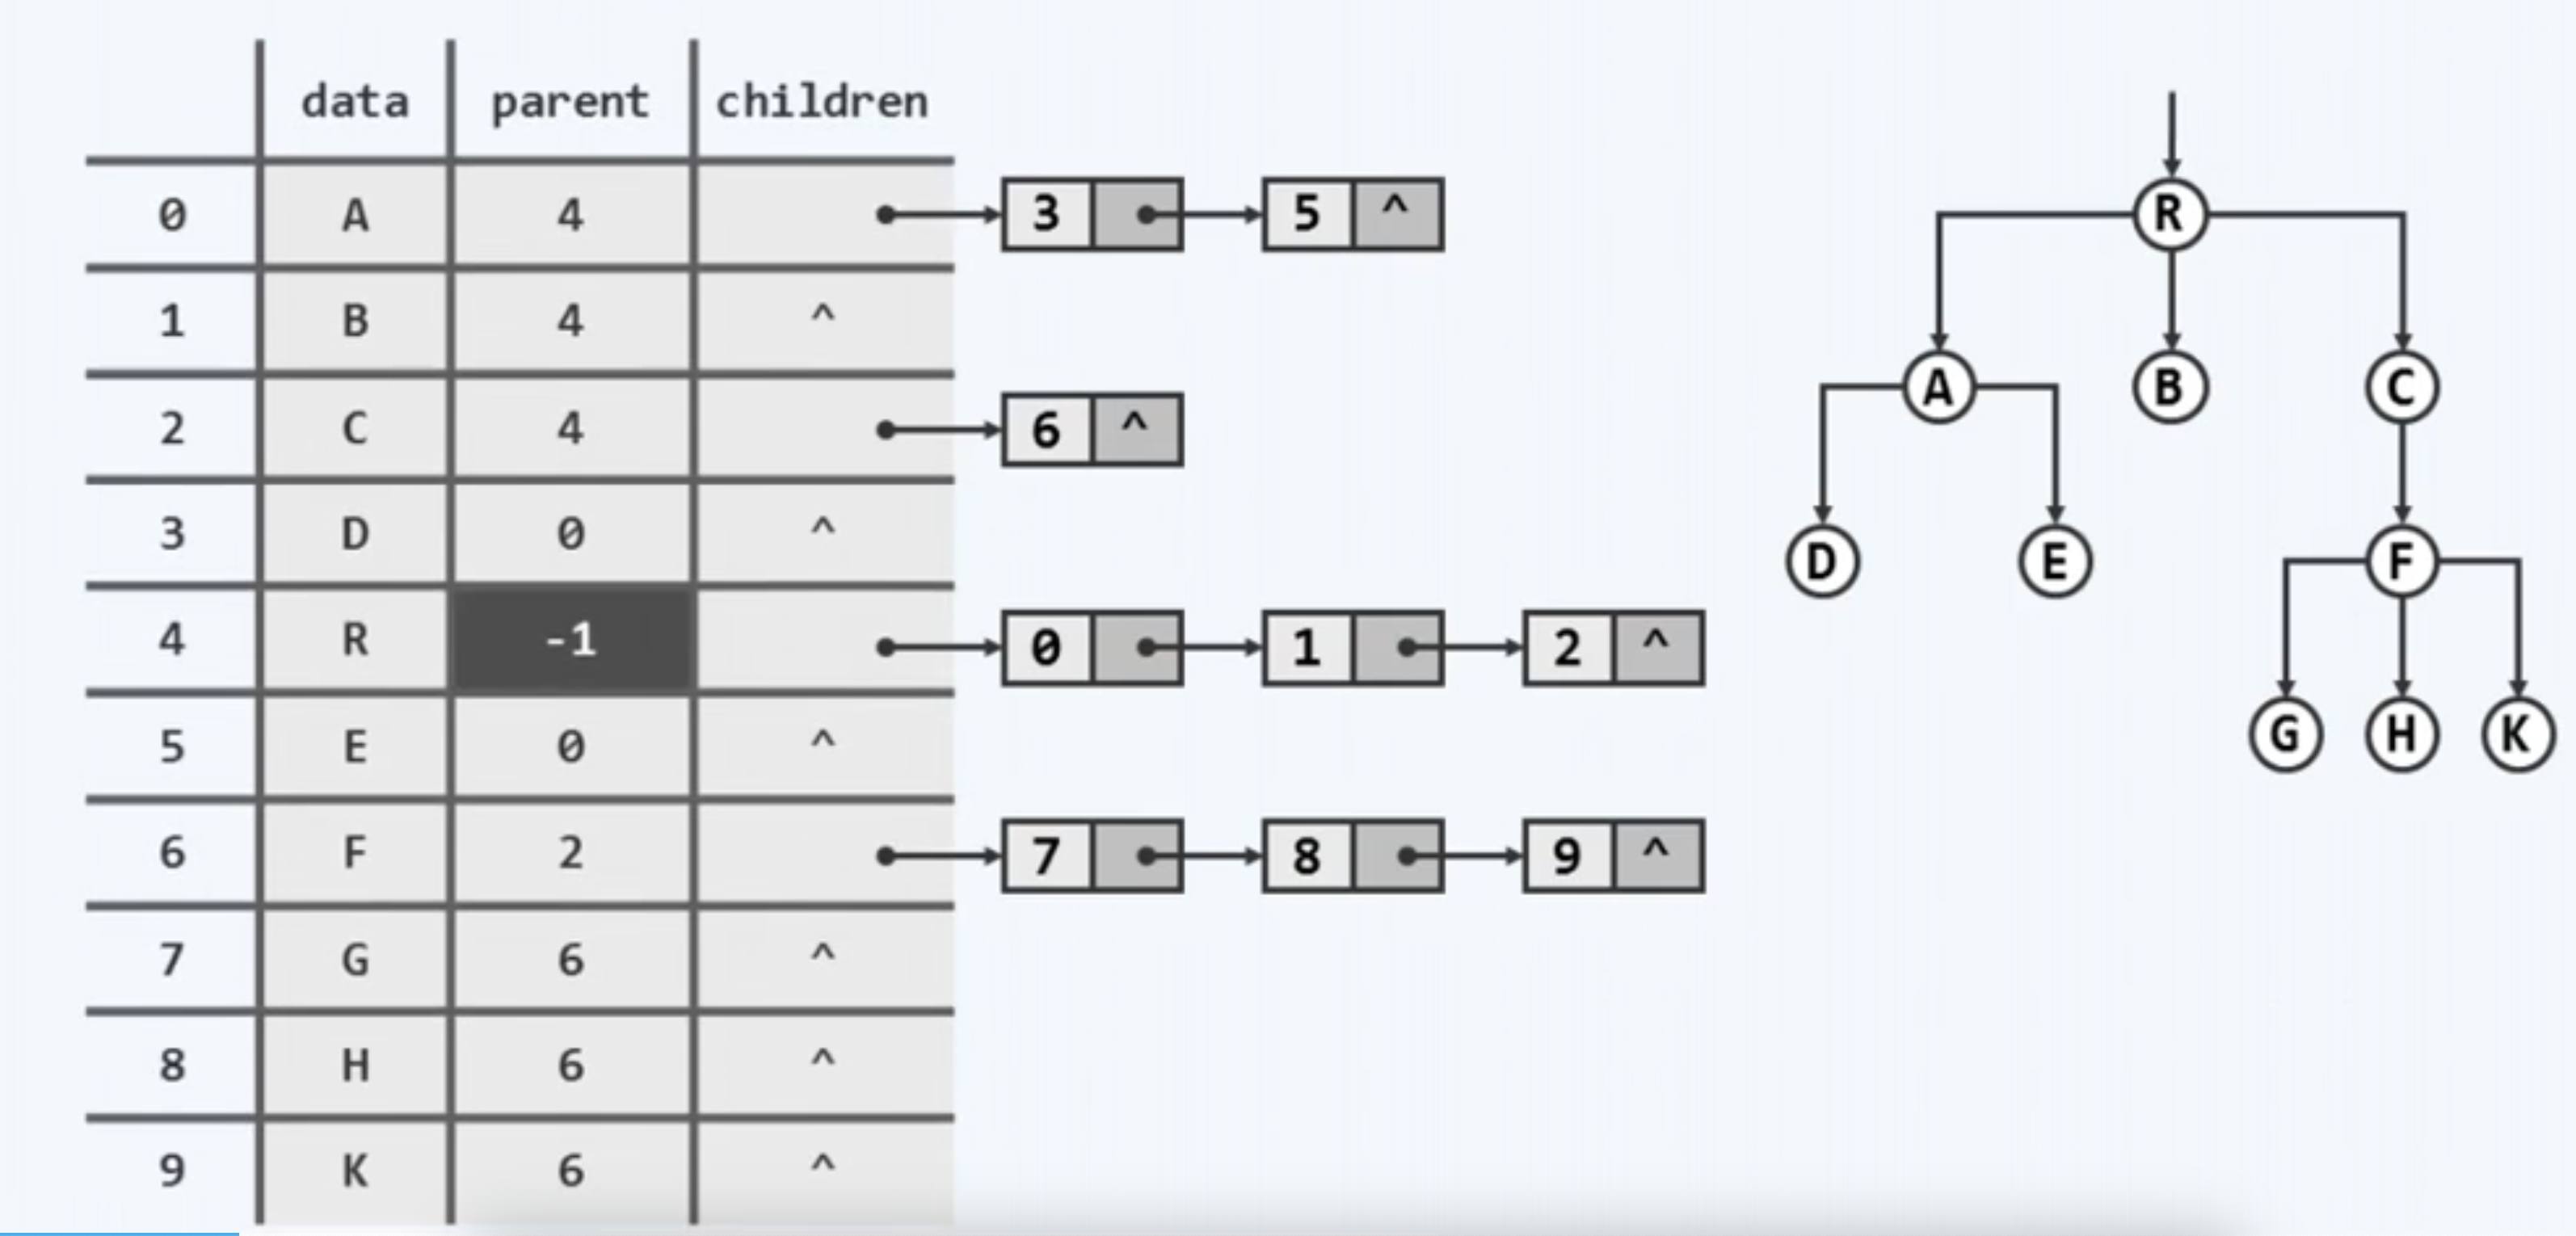 data parent children
0 A 4 3 5 ^
1 B 4 ^
2 C 4 6 ^
3 D 0 ^
4 R -1 0 1 2 ^
5 E 0 ^
6 F 2 7 8 9 ^
7 G 6 ^
8 H 6 ^
9 K 6 ^
R
A B C
D E F
G H K